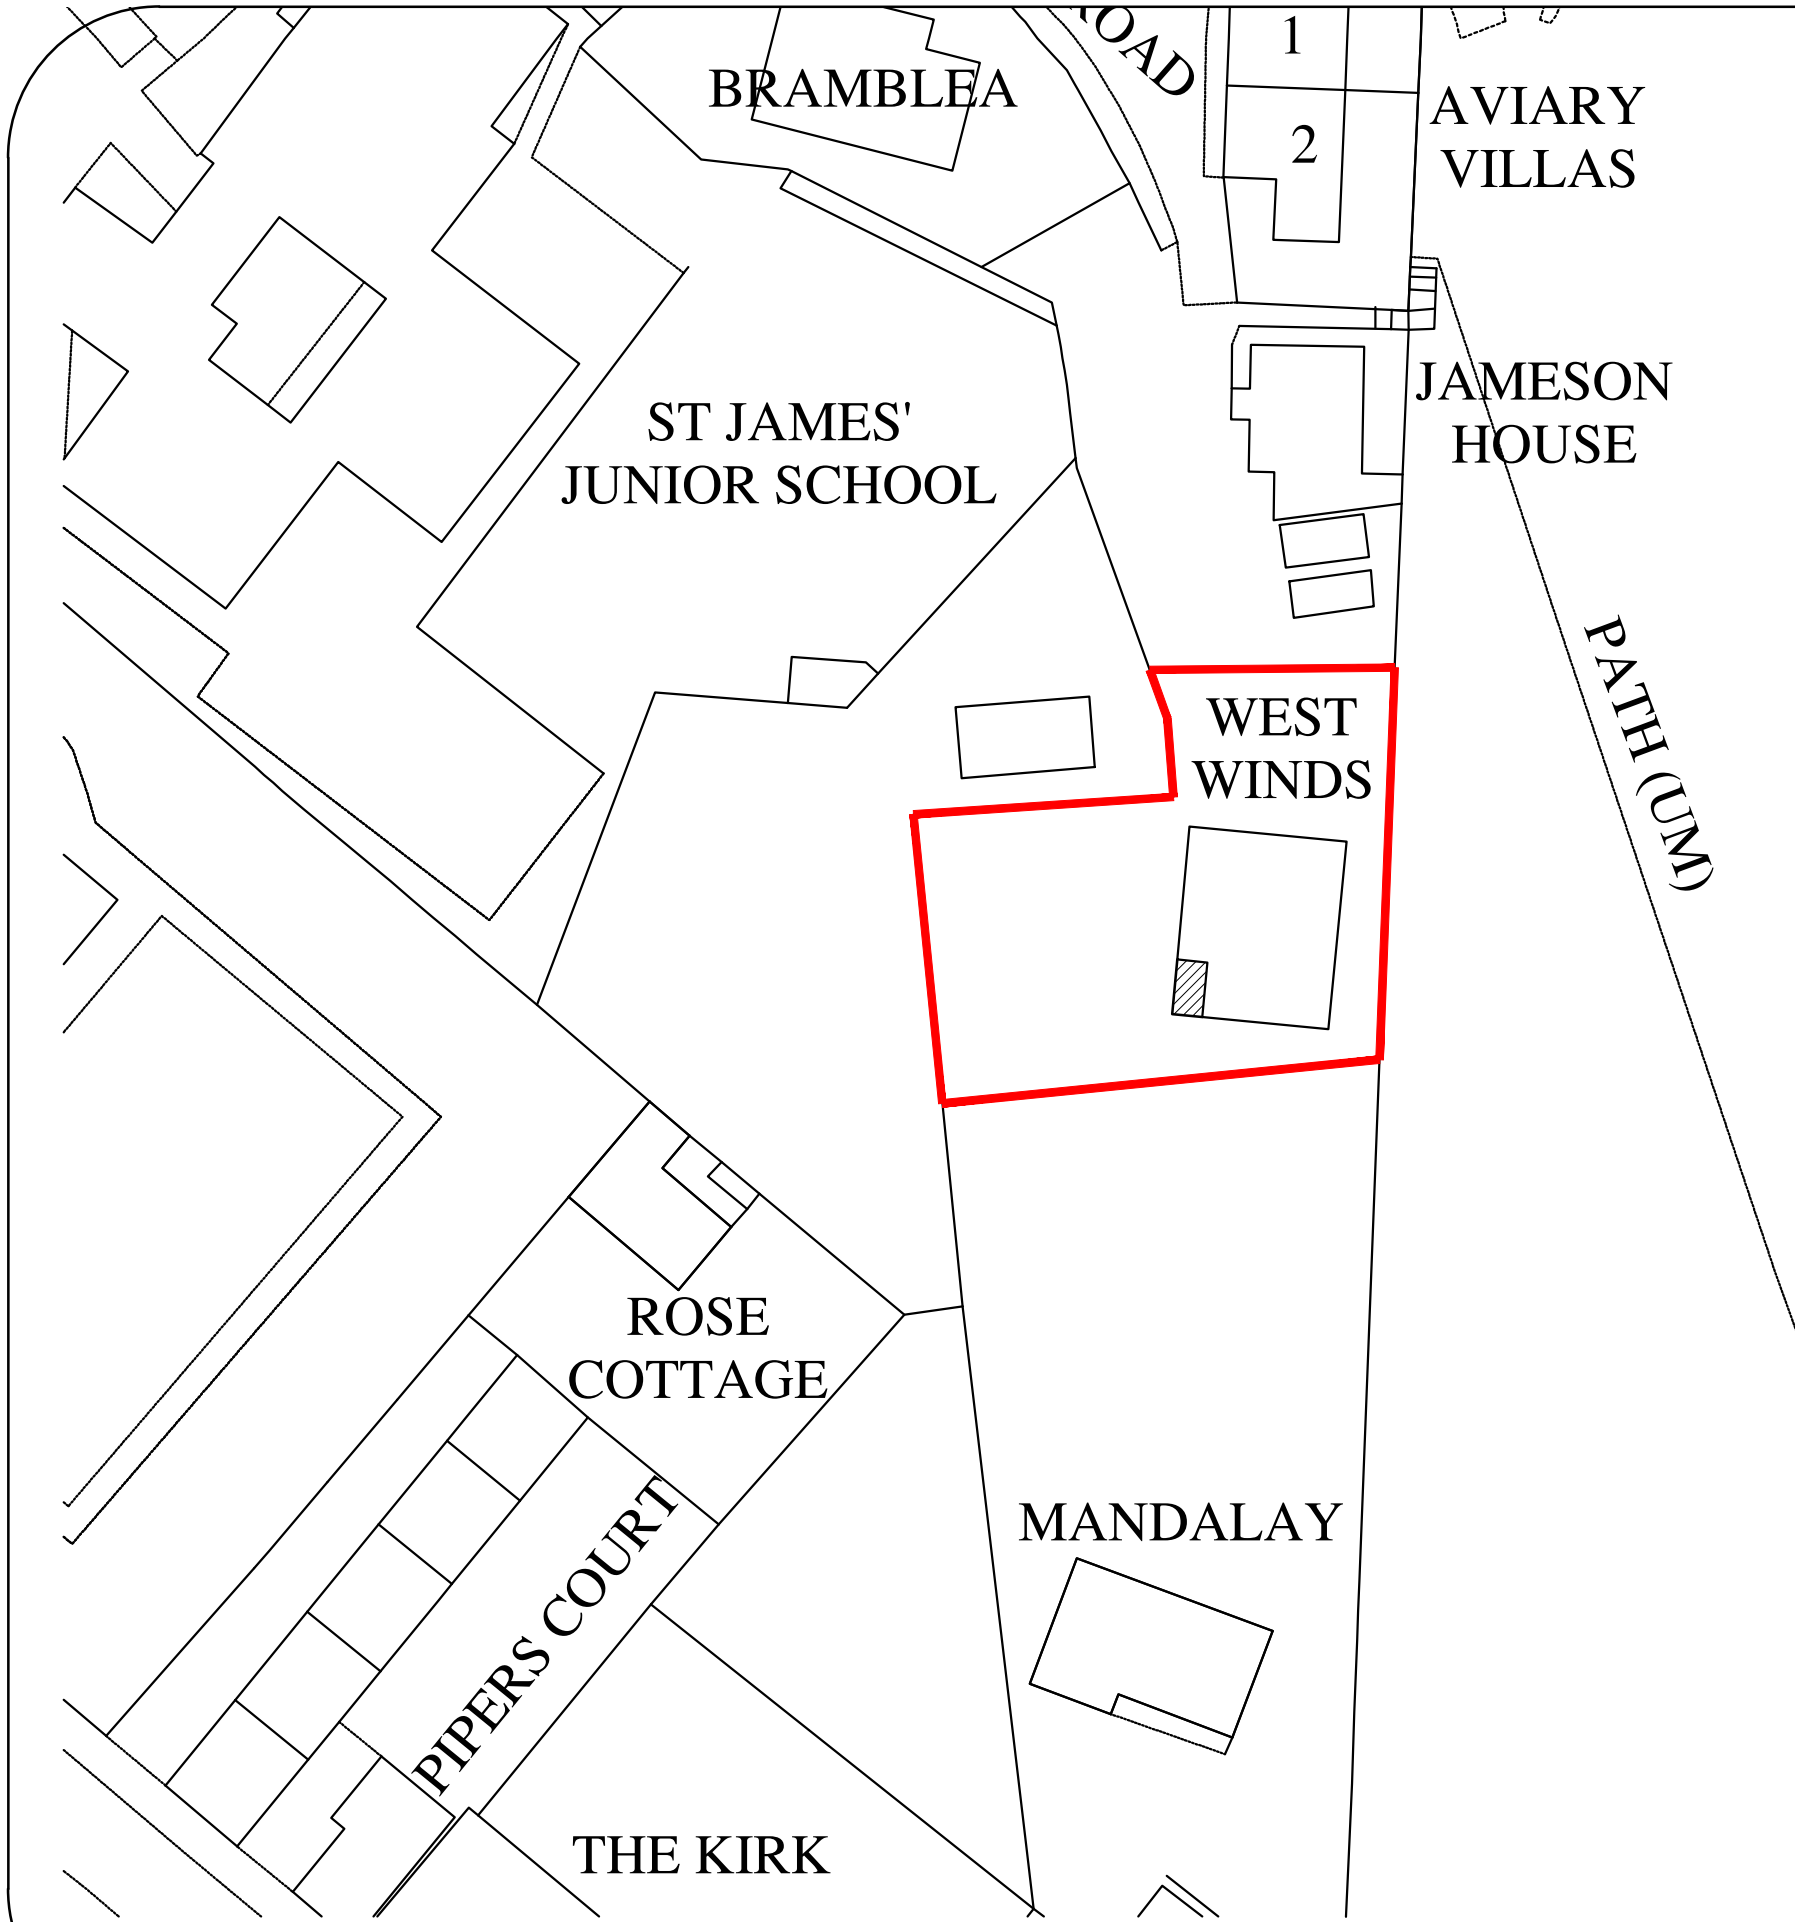 ROAD
1
BRAMBLEA
AVIARY
VILLAS
2
JAMESON
HOUSE
ST JAMES'
JUNIOR SCHOOL
PATH (UM)
WEST
WINDS
ROSE
COTTAGE
MANDALAY
PIPERS COURT
THE KIRK